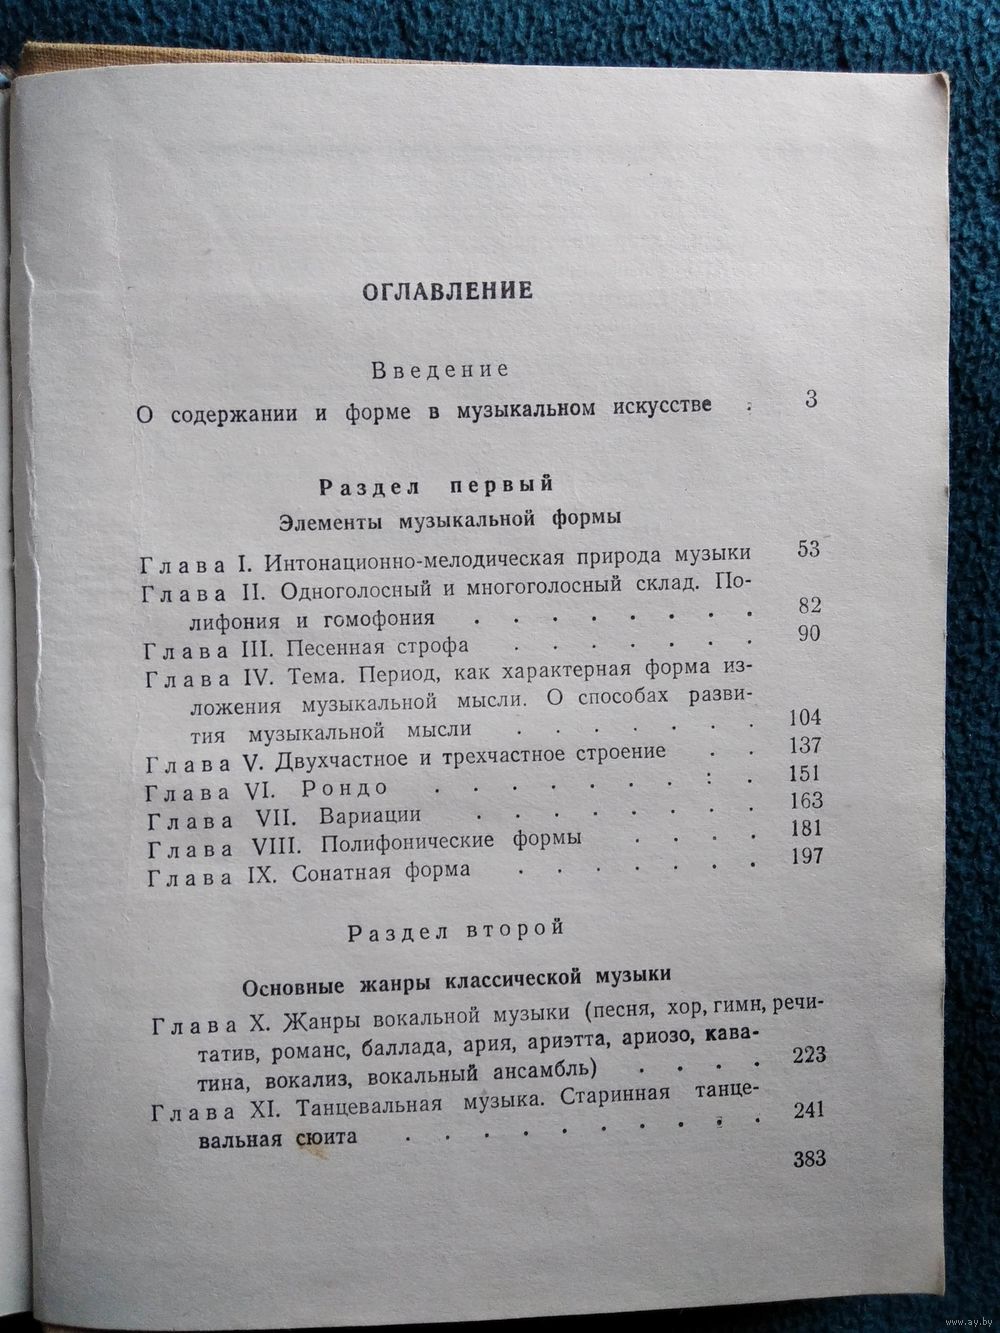 ОГЛАВЛЕНИЕ
Введение
О содержании и форме в музыкальном искусстве . 3
Раздел первый
Элементы музыкальной формы
Глава I. Интонационно-мелодическая природа музыки 53
Глава II. Одноголосный и многоголосный склад. По-
лифония и гомофония . . . . . . . . 82
Глава III. Песенная строфа . . . . . . . 90
Глава IV. Тема. Период, как характерная форма из-
ложения музыкальной мысли. О способах разви-
тия музыкальной мысли . . . . . . 104
Глава V. Двухчастное и трехчастное строение . . 137
Глава VI. Рондо . . . . . . . : . 151
Глава VII. Вариации . . . . . . . . 163
Глава VIII. Полифонические формы . . . . 181
Глава IX. Сонатная форма . . . . . . . 197
Раздел второй
Основные жанры классической музыки
Глава X. Жанры вокальной музыки (песня, хор, гимн, речи-
татив, романс, баллада, ария, ариэтта, ариозо, кава-
тина, вокализ, вокальный ансамбль) . . . . 223
Глава XI. Танцевальная музыка. Старинная танце-
вальная сюита . . . . . . . . . . 241
383
www.ay.by